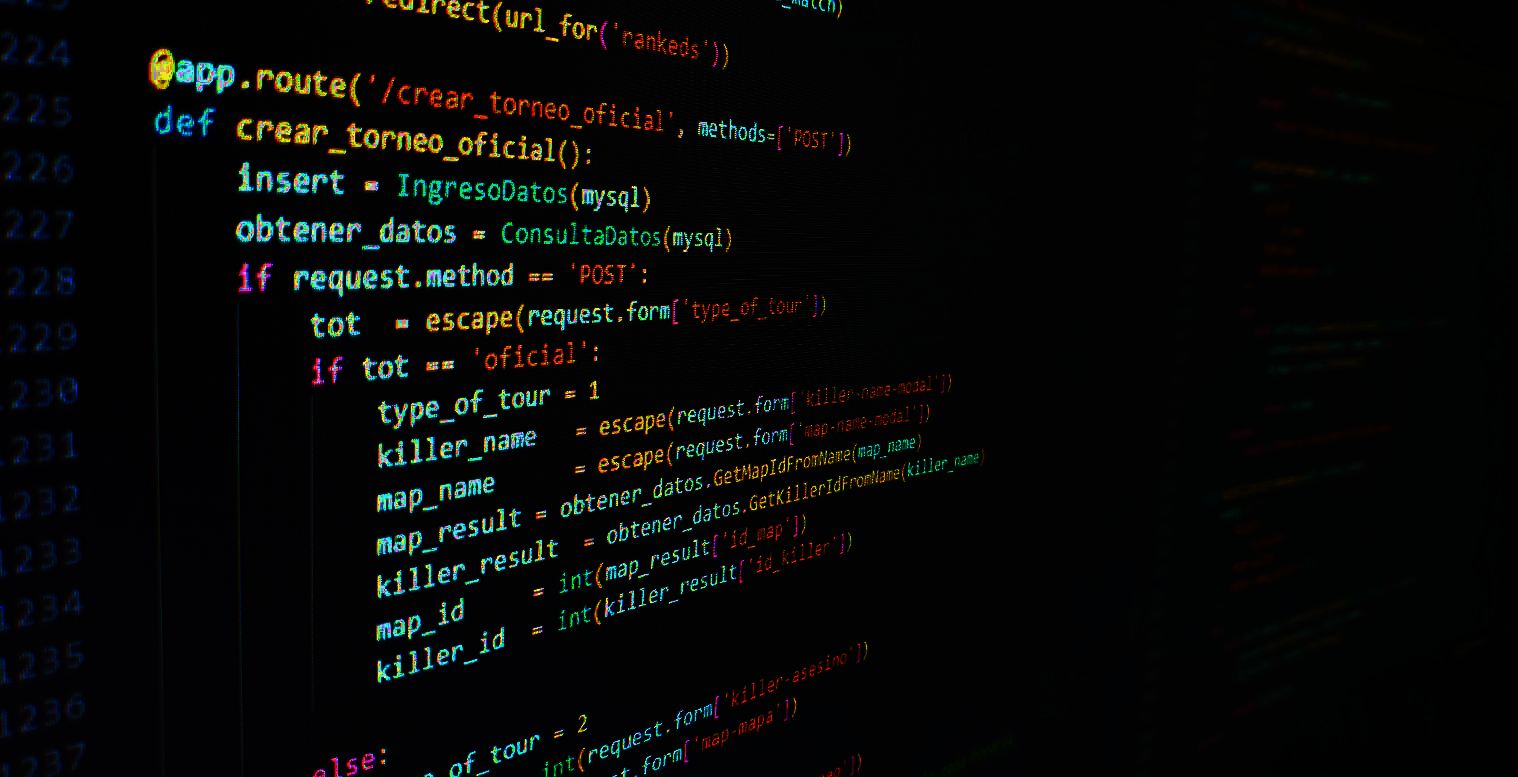 redirect(url_for('rankeds'))
224
@app.route('/crear_torneo_oficial', methods=['POST'])
225
def crear_torneo_oficial():
226
insert = IngresoDatos(mysql)
227
obtener_datos = ConsultaDatos(mysql)
228
if request.method == 'POST':
229
tot = escape(request.form['type_of_tour'])
1230
if tot == 'oficial':
1231
type_of_tour = 1
killer_name = escape(request.form['killer-name-modal'])
1232
map_name = escape(request.form['map-name-modal'])
1233
map_result = obtener_datos.GetMapIdFromName(map_name)
killer_result = obtener_datos.GetKillerIdFromName(killer_name)
1234
map_id = int(map_result['id_map'])
1235
killer_id = int(killer_result['id_killer'])
1236
1237
else:
_of_tour = 2
int(request.form['killer-asesino'])
.form['map-mapa'])